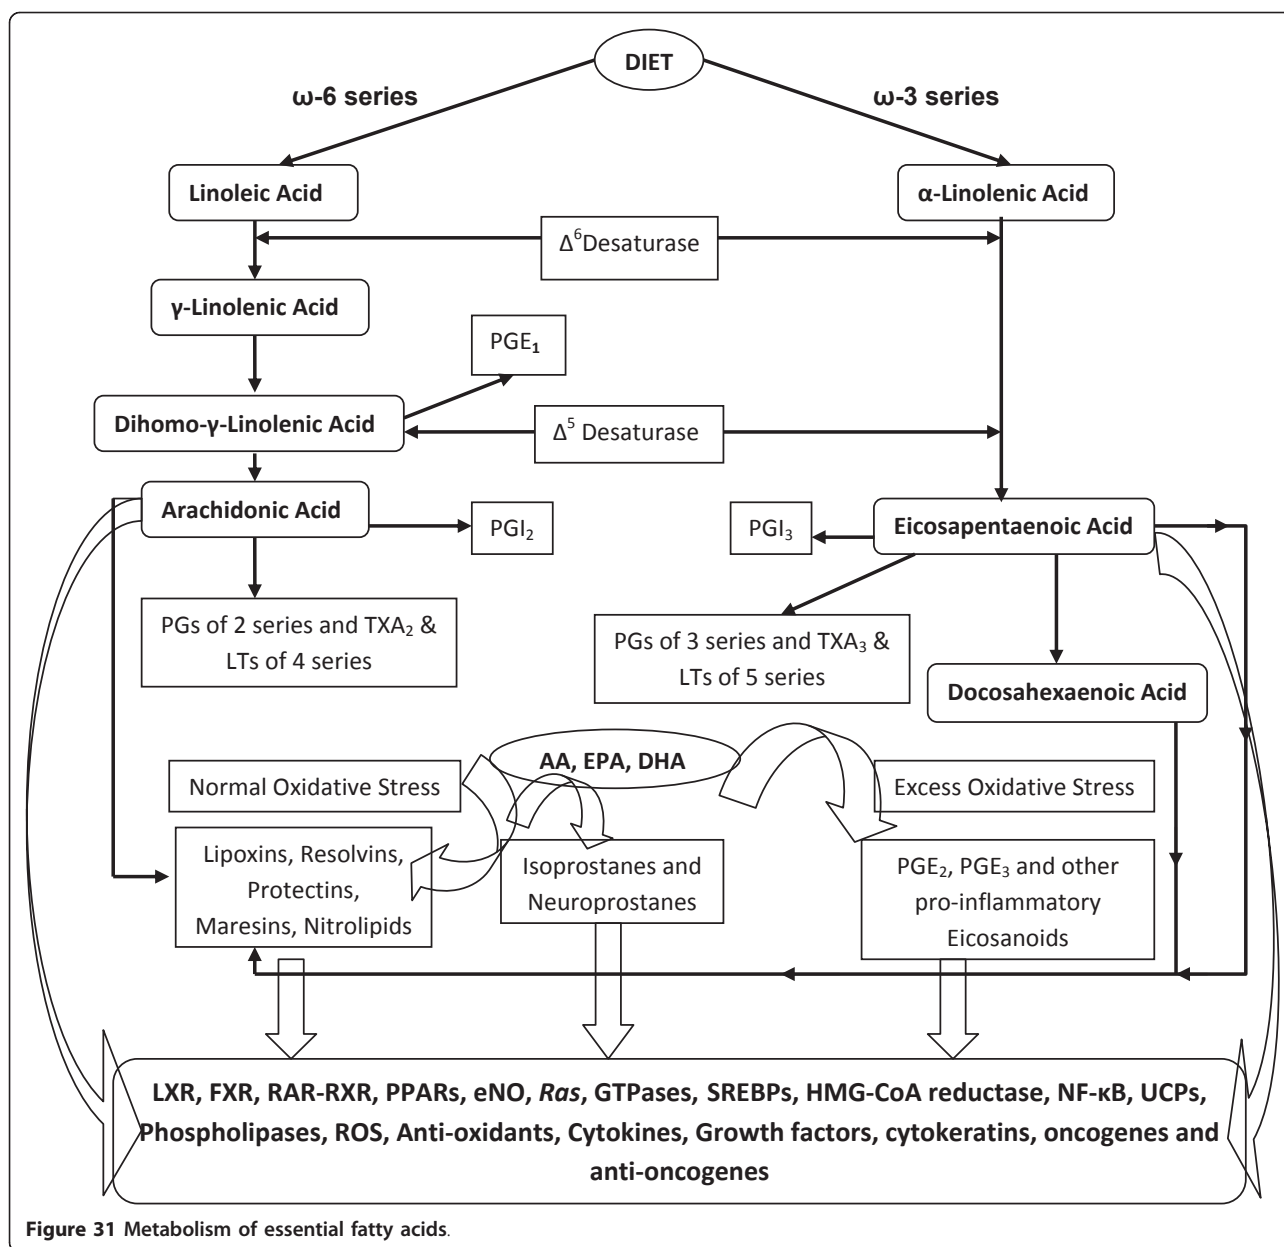 DIET
ω-6 series
ω-3 series
Linoleic Acid
α-Linolenic Acid
Δ⁶Desaturase
γ-Linolenic Acid
PGE₁
Dihomo-γ-Linolenic Acid
Δ⁵ Desaturase
Arachidonic Acid
PGI₂
PGI₃
Eicosapentaenoic Acid
PGs of 2 series and TXA₂ &
LTs of 4 series
PGs of 3 series and TXA₃ &
LTs of 5 series
Docosahexaenoic Acid
AA, EPA, DHA
Normal Oxidative Stress
Excess Oxidative Stress
Lipoxins, Resolvins,
Protectins,
Maresins, Nitrolipids
Isoprostanes and
Neuroprostanes
PGE₂, PGE₃ and other
pro-inflammatory
Eicosanoids
LXR, FXR, RAR-RXR, PPARs, eNO, Ras, GTPases, SREBPs, HMG-CoA reductase, NF-κB, UCPs,
Phospholipases, ROS, Anti-oxidants, Cytokines, Growth factors, cytokeratins, oncogenes and
anti-oncogenes
Figure 31 Metabolism of essential fatty acids.